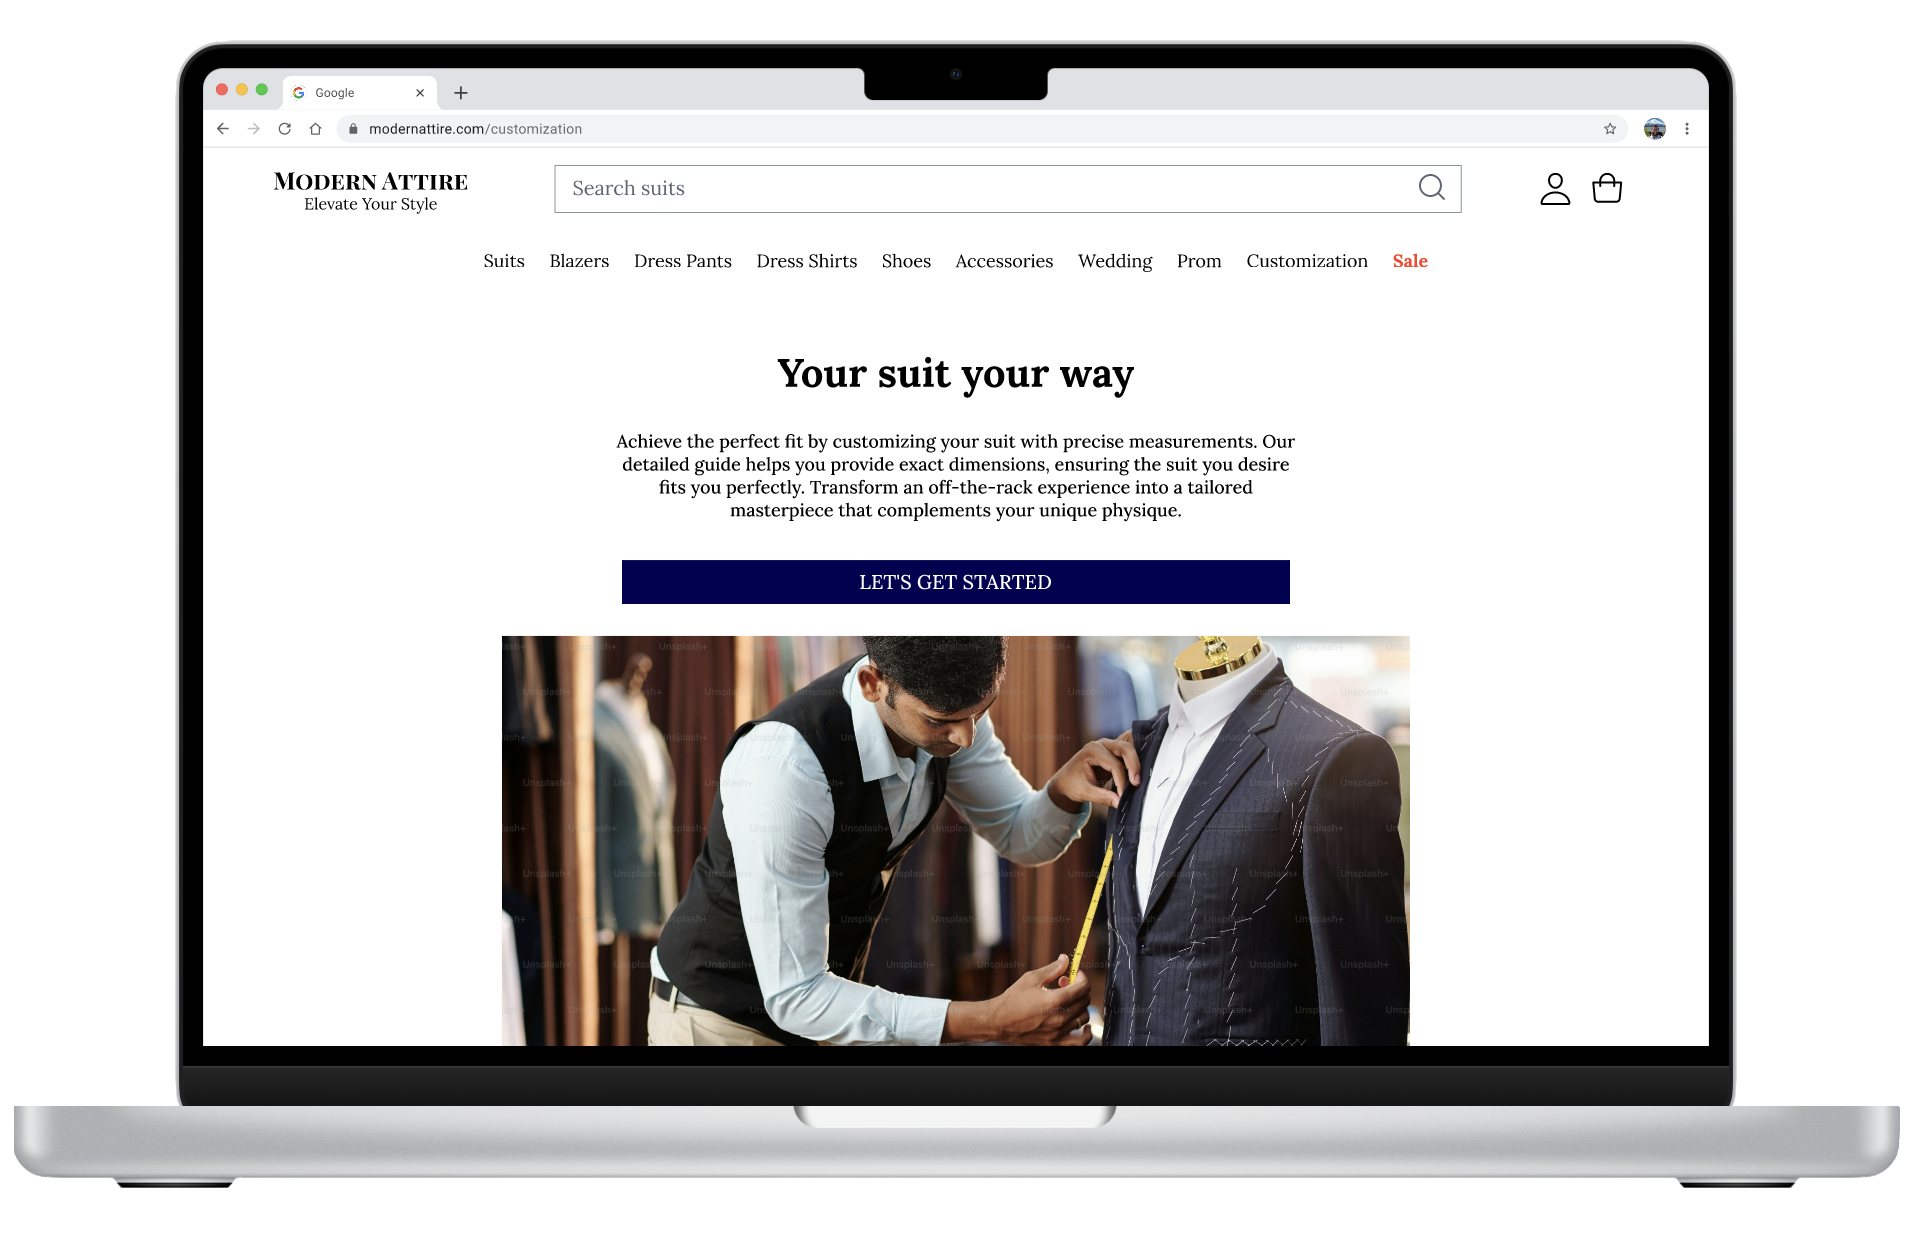 Google
modernattire.com/customization
MODERN ATTIRE
Elevate Your Style
Search suits
Suits Blazers Dress Pants Dress Shirts Shoes Accessories Wedding Prom Customization Sale
Your suit your way
Achieve the perfect fit by customizing your suit with precise measurements. Our
detailed guide helps you provide exact dimensions, ensuring the suit you desire
fits you perfectly. Transform an off-the-rack experience into a tailored
masterpiece that complements your unique physique.
LET'S GET STARTED
Unsplash+